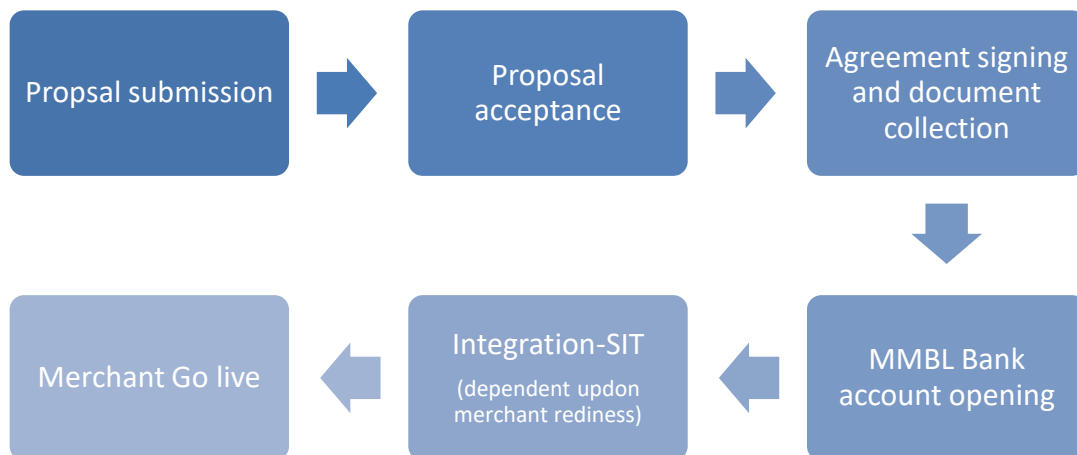 Propsal submission
Proposal
acceptance
Agreement signing
and document
collection
MMBL Bank
account opening
Integration-SIT
(dependent updon
merchant rediness)
Merchant Go live